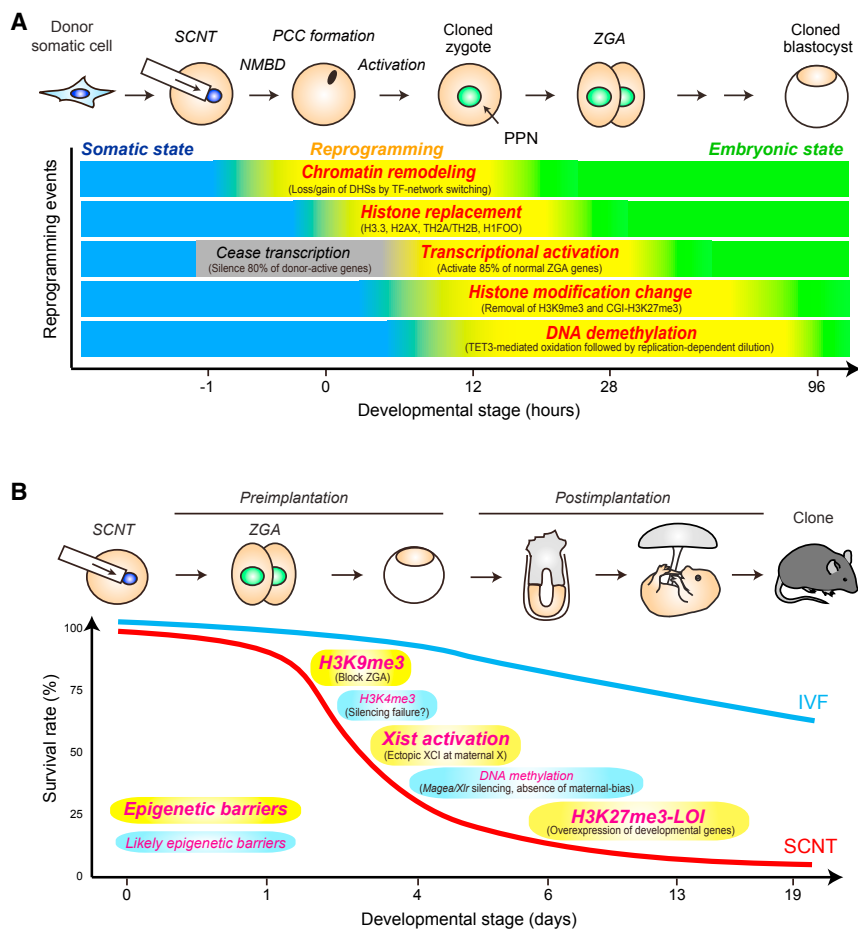 A
Donor
somatic cell
SCNT
NMBD
PCC formation
Activation
Cloned
zygote
PPN
ZGA
Cloned
blastocyst
Somatic state
Reprogramming
Embryonic state
Reprogramming events
Chromatin remodeling
(Loss/gain of DHSs by TF-network switching)
Histone replacement
(H3.3, H2AX, TH2A/TH2B, H1FOO)
Cease transcription
(Silence 80% of donor-active genes)
Transcriptional activation
(Activate 85% of normal ZGA genes)
Histone modification change
(Removal of H3K9me3 and CGI-H3K27me3)
DNA demethylation
(TET3-mediated oxidation followed by replication-dependent dilution)
-1 0 12 28 96
Developmental stage (hours)
B
Preimplantation
Postimplantation
SCNT
ZGA
Clone
Survival rate (%)
100
75
50
25
0
H3K9me3
(Block ZGA)
H3K4me3
(Silencing failure?)
Xist activation
(Ectopic XCI at maternal X)
DNA methylation
(Magea/Xlr silencing, absence of maternal-bias)
H3K27me3-LOI
(Overexpression of developmental genes)
IVF
SCNT
Epigenetic barriers
Likely epigenetic barriers
0 1 4 6 13 19
Developmental stage (days)